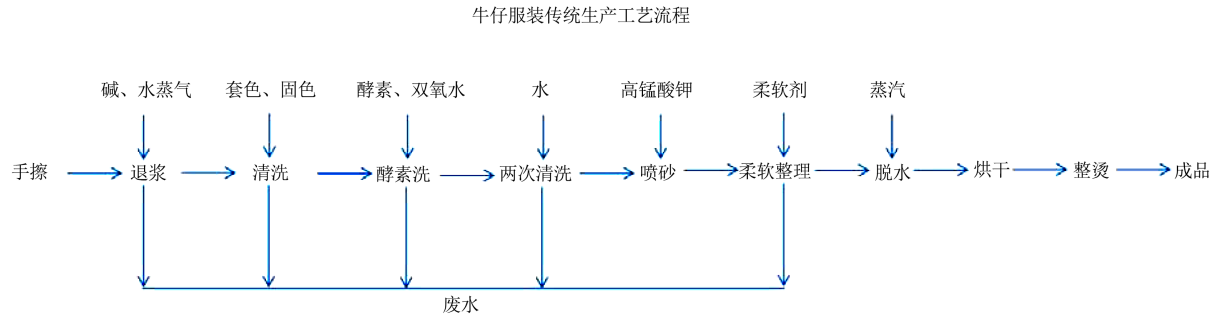 牛仔服装传统生产工艺流程
碱、水蒸气 套色、固色 酵素、双氧水 水 高锰酸钾 柔软剂 蒸汽
手擦 退浆 清洗 酵素洗 两次清洗 喷砂 柔软整理 脱水 烘干 整烫 成品
废水